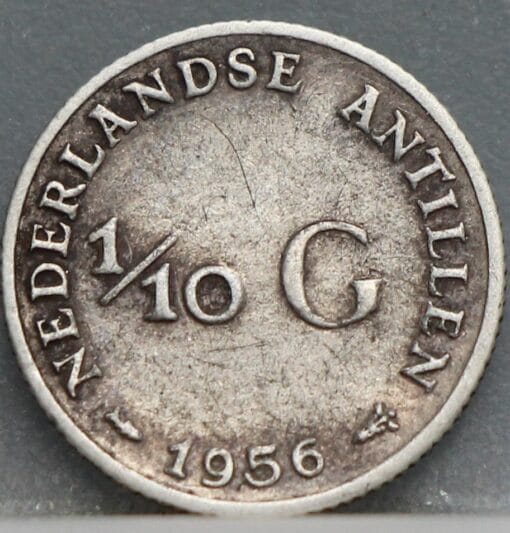 NEDERLANDSE ANTILLEN
1/10 G
1956